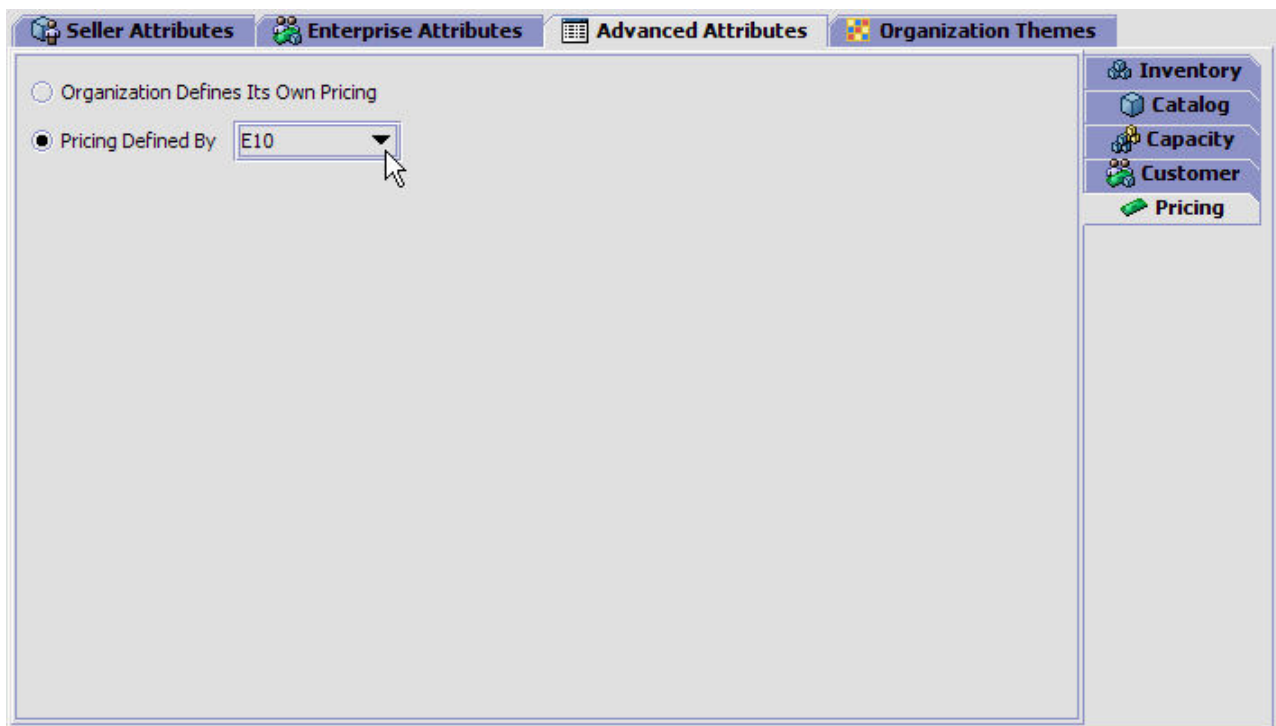 Seller Attributes Enterprise Attributes Advanced Attributes Organization Themes
Organization Defines Its Own Pricing
Pricing Defined By E10
Inventory
Catalog
Capacity
Customer
Pricing